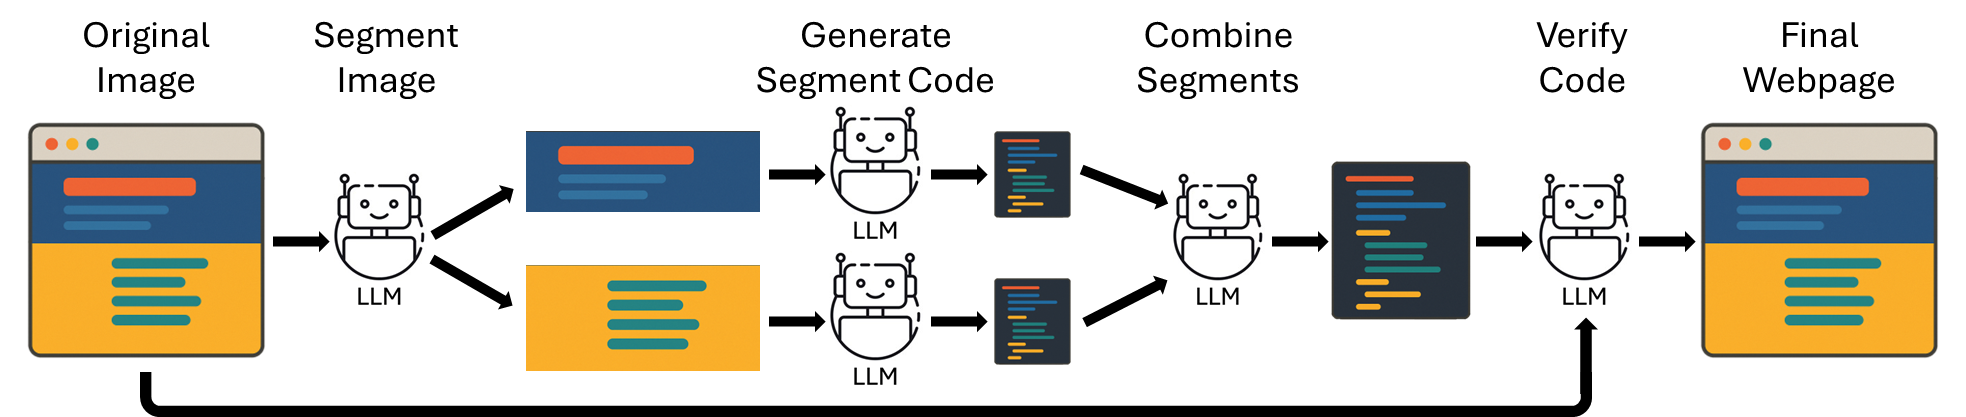 Original
Image
Segment
Image
Generate
Segment Code
Combine
Segments
Verify
Code
Final
Webpage
LLM
LLM
LLM
LLM
LLM